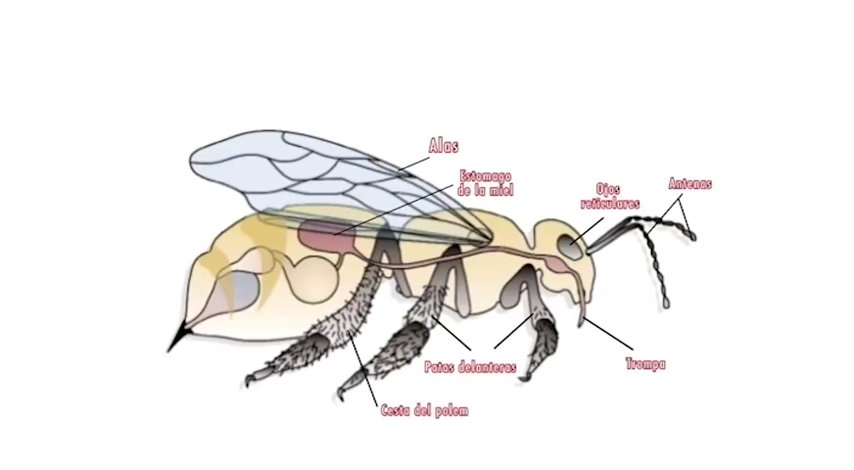 Alas
Estomago
de la miel
Ojos
reticulares
Antenas
Patas delanteras
Trompa
Cesta del polem